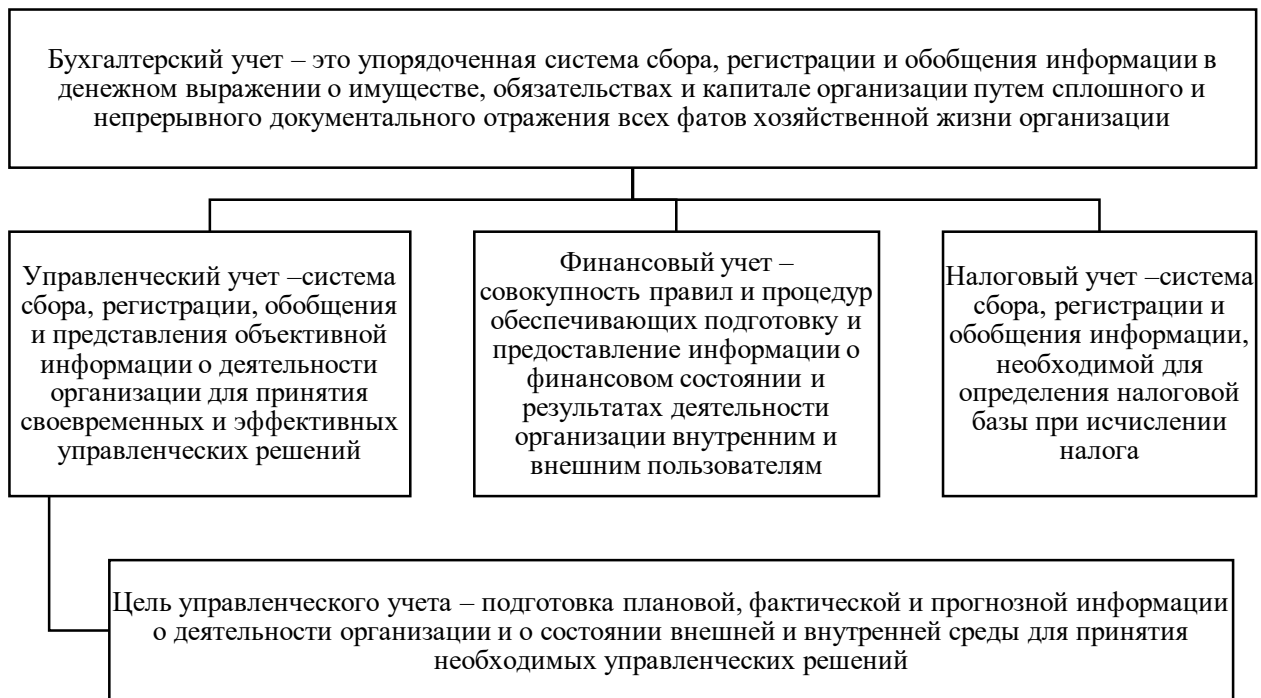 Бухгалтерский учет – это упорядоченная система сбора, регистрации и обобщения информации в
денежном выражении о имуществе, обязательствах и капитале организации путем сплошного и
непрерывного документального отражения всех фатов хозяйственной жизни организации
Управленческий учет –система
сбора, регистрации, обобщения
и представления объективной
информации о деятельности
организации для принятия
своевременных и эффективных
управленческих решений
Финансовый учет –
совокупность правил и процедур
обеспечивающих подготовку и
предоставление информации о
финансовом состоянии и
результатах деятельности
организации внутренним и
внешним пользователям
Налоговый учет –система
сбора, регистрации и
обобщения информации,
необходимой для
определения налоговой
базы при исчислении
налога
Цель управленческого учета – подготовка плановой, фактической и прогнозной информации
о деятельности организации и о состоянии внешней и внутренней среды для принятия
необходимых управленческих решений